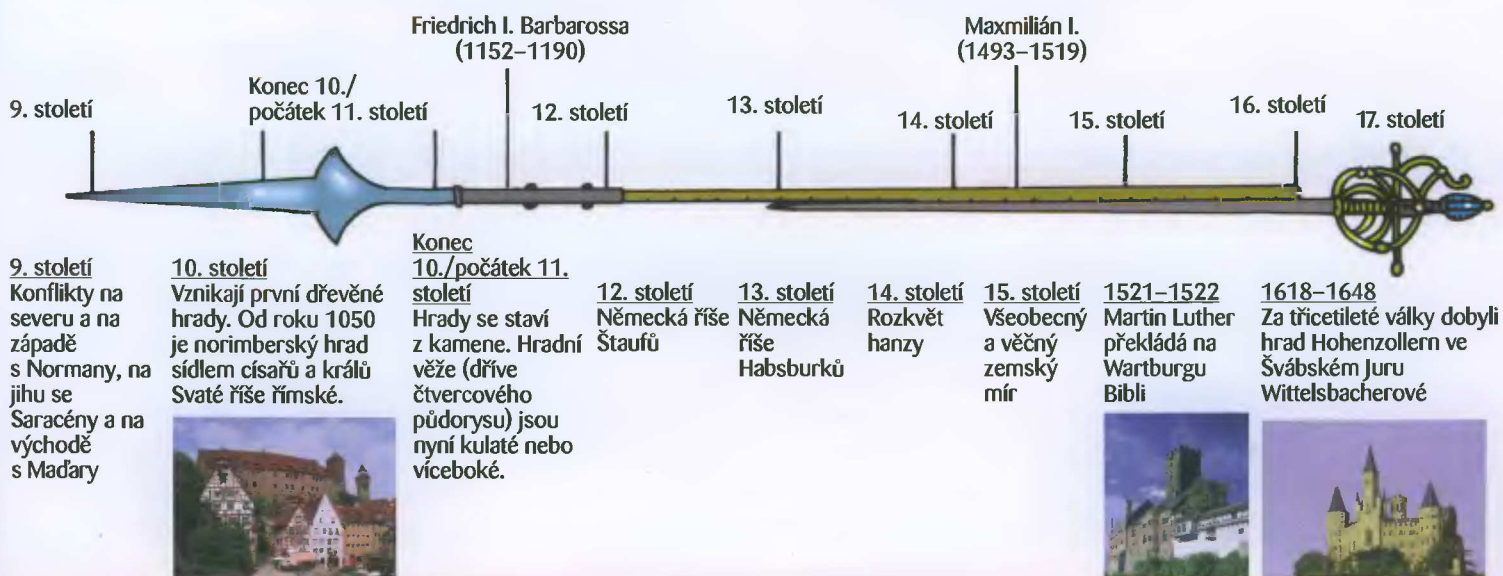 Friedrich I. Barbarossa
(1152–1190)
Maxmilián I.
(1493–1519)
9. století
Konec 10./
počátek 11. století
12. století
13. století
14. století
15. století
16. století
17. století
9. století
Konflikty na
severu a na
západě
s Normany, na
jihu se
Saracény a na
východě
s Maďary
10. století
Vznikají první dřevěné
hrady. Od roku 1050
je norimberský hrad
sídlem císařů a králů
Svaté říše římské.
Konec
10./počátek 11.
století
Hrady se staví
z kamene. Hradní
věže (dříve
čtvercového
půdorysu) jsou
nyní kulaté nebo
víceboké.
12. století
Německá říše
Štaufů
13. století
Německá
říše
Habsburků
14. století
Rozkvět
hanzy
15. století
Všeobecný
a věčný
zemský
mír
1521–1522
Martin Luther
překládá na
Wartburgu
Bibli
1618–1648
Za třicetileté války dobyli
hrad Hohenzollern ve
Švábském Juru
Wittelsbacherové